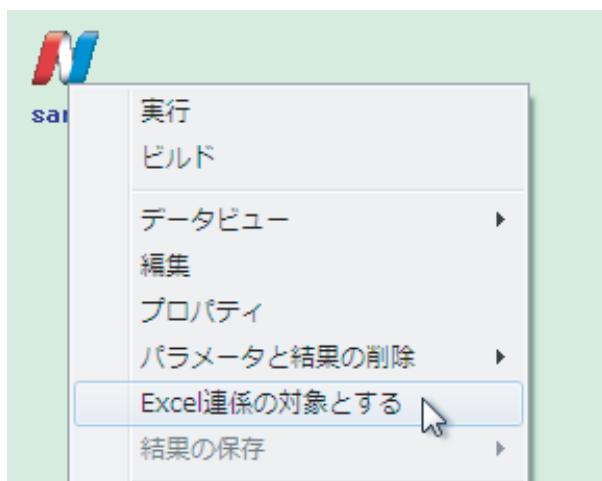 実行
ビルド
データビュー
編集
プロパティ
パラメータと結果の削除
Excel連係の対象とする
結果の保存